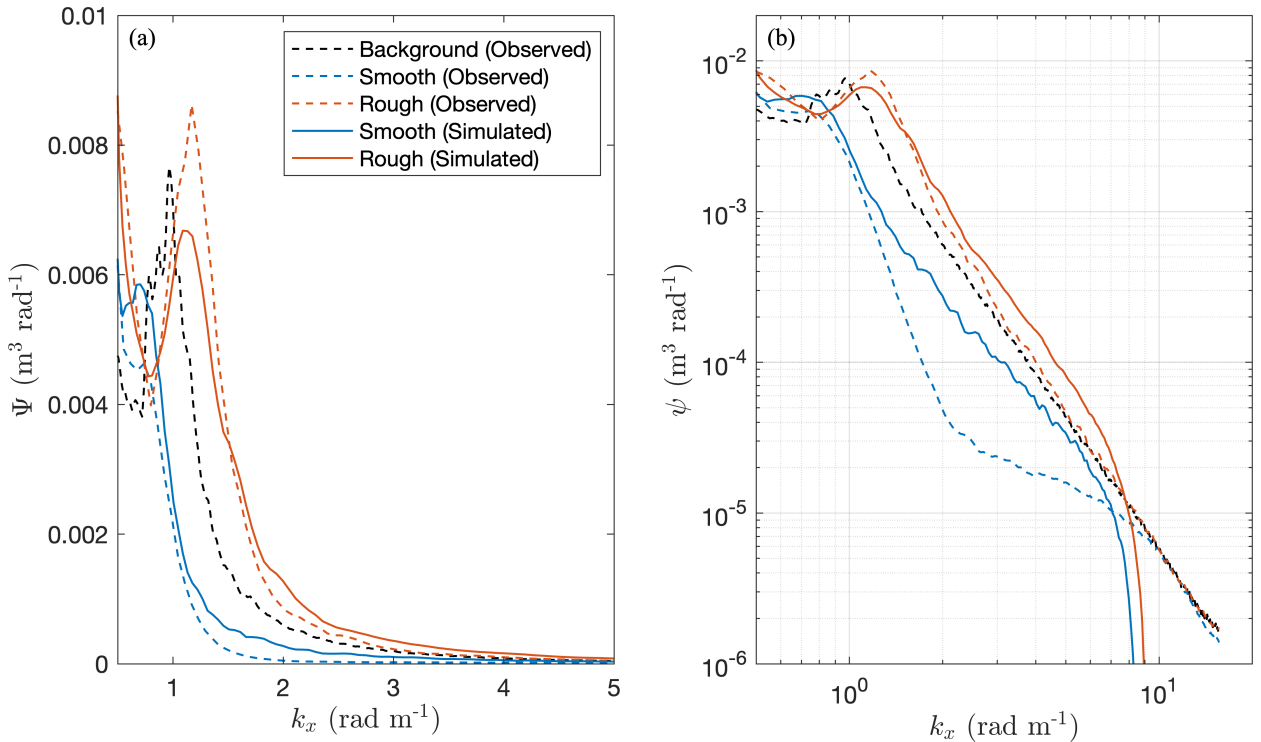 (a)
Background (Observed)
Smooth (Observed)
Rough (Observed)
Smooth (Simulated)
Rough (Simulated)
0.01
0.008
0.006
0.004
0.002
0
Ψ (m³ rad⁻¹)
1 2 3 4 5
kₓ (rad m⁻¹)
(b)
10⁻²
10⁻³
10⁻⁴
10⁻⁵
10⁻⁶
ψ (m³ rad⁻¹)
10⁰ 10¹
kₓ (rad m⁻¹)